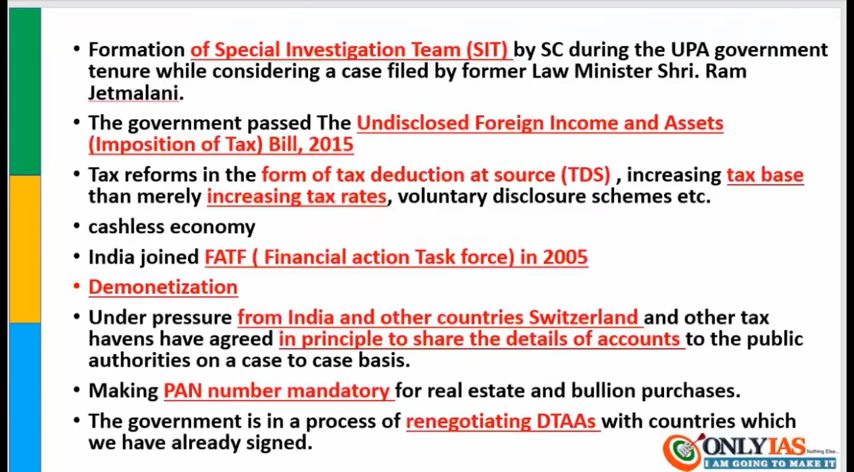 • Formation of Special Investigation Team (SIT) by SC during the UPA government
tenure while considering a case filed by former Law Minister Shri. Ram
Jetmalani.
• The government passed The Undisclosed Foreign Income and Assets
(Imposition of Tax) Bill, 2015
• Tax reforms in the form of tax deduction at source (TDS) , increasing tax base
than merely increasing tax rates, voluntary disclosure schemes etc.
• cashless economy
• India joined FATF ( Financial action Task force) in 2005
• Demonetization
• Under pressure from India and other countries Switzerland and other tax
havens have agreed in principle to share the details of accounts to the public
authorities on a case to case basis.
• Making PAN number mandatory for real estate and bullion purchases.
• The government is in a process of renegotiating DTAAs with countries which
we have already signed.
ONLYIAS
Nothing Else..
I AM GOING TO MAKE IT